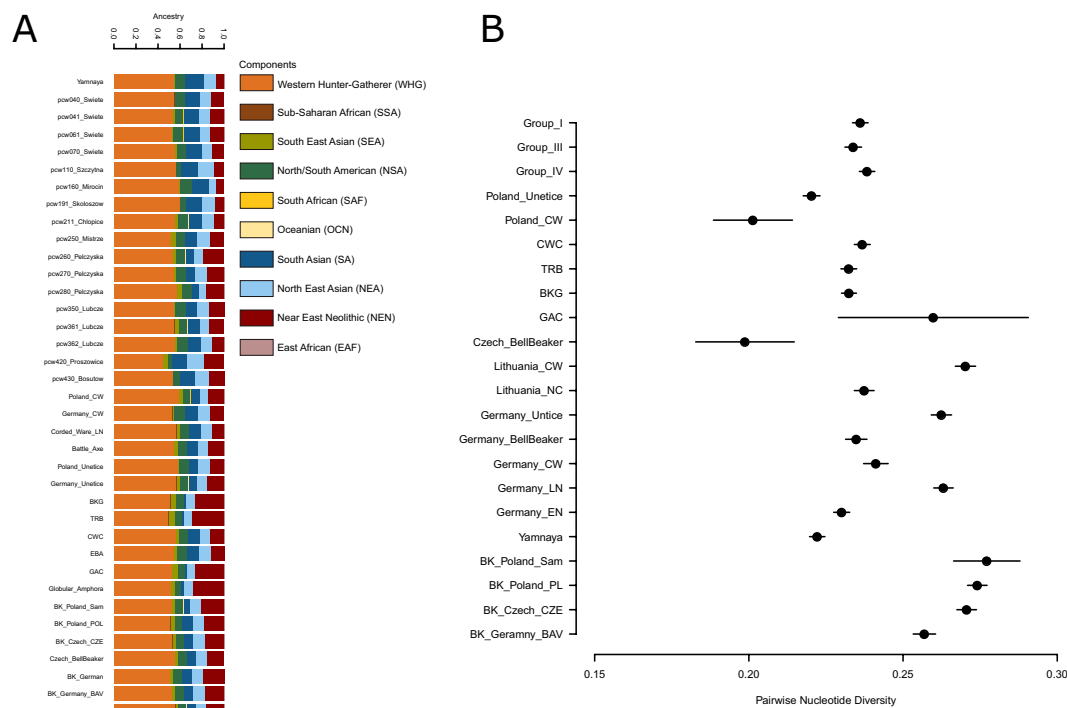 A
Ancestry
0.0 0.2 0.4 0.6 0.8 1.0
Components
Western Hunter-Gatherer (WHG)
Sub-Saharan African (SSA)
South East Asian (SEA)
North/South American (NSA)
South African (SAF)
Oceanian (OCN)
South Asian (SA)
North East Asian (NEA)
Near East Neolithic (NEN)
East African (EAF)
Yamnaya
pcw040_Swiete
pcw041_Swiete
pcw061_Swiete
pcw070_Swiete
pcw110_Szczytna
pcw160_Mirocin
pcw191_Skoloszow
pcw211_Chlopice
pcw250_Mistrze
pcw260_Pelczyska
pcw270_Pelczyska
pcw280_Pelczyska
pcw350_Lubcze
pcw361_Lubcze
pcw362_Lubcze
pcw420_Proszowice
pcw430_Bosutow
Poland_CW
Germany_CW
Corded_Ware_LN
Battle_Axe
Poland_Unetice
Germany_Unetice
BKG
TRB
CWC
EBA
GAC
Globular_Amphora
BK_Poland_Sam
BK_Poland_POL
BK_Czech_CZE
Czech_BellBeaker
BK_German
BK_Germany_BAV
B
Group_I
Group_III
Group_IV
Poland_Unetice
Poland_CW
CWC
TRB
BKG
GAC
Czech_BellBeaker
Lithuania_CW
Lithuania_NC
Germany_Untice
Germany_BellBeaker
Germany_CW
Germany_LN
Germany_EN
Yamnaya
BK_Poland_Sam
BK_Poland_PL
BK_Czech_CZE
BK_Geramny_BAV
0.15 0.20 0.25 0.30
Pairwise Nucleotide Diversity